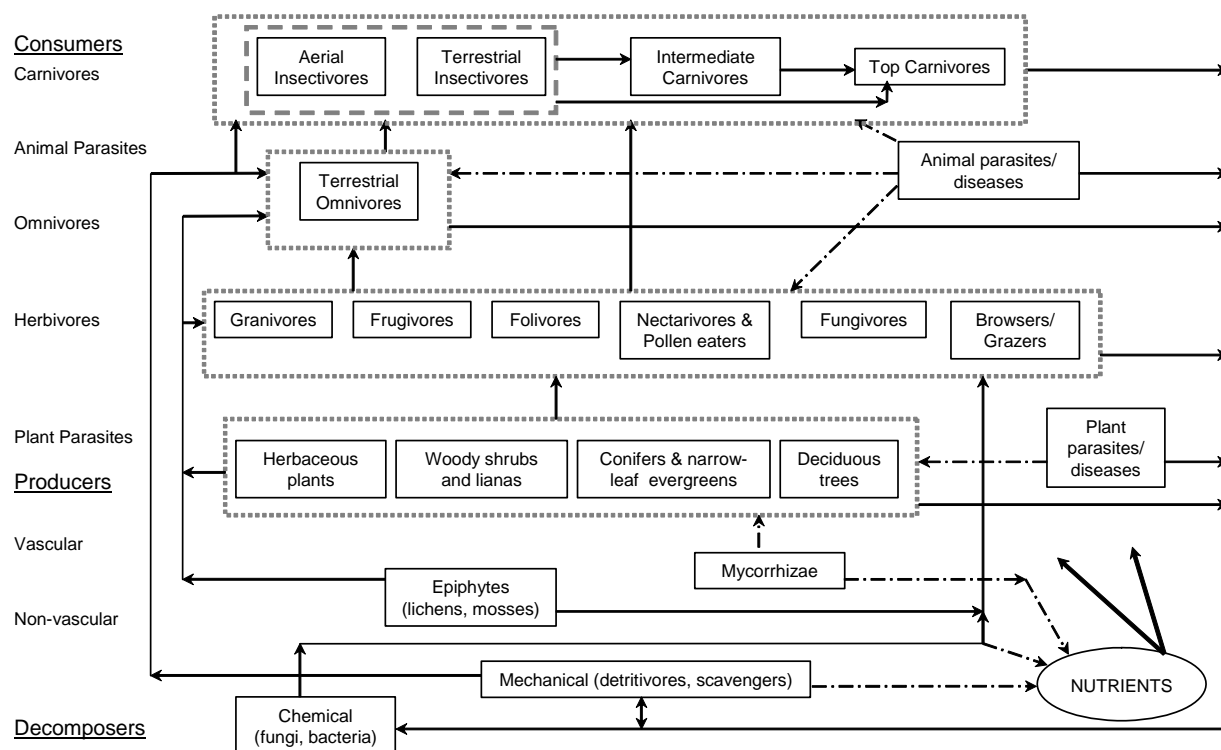 Consumers
Carnivores
Aerial
Insectivores
Terrestrial
Insectivores
Intermediate
Carnivores
Top Carnivores
Animal Parasites
Animal parasites/
diseases
Terrestrial
Omnivores
Omnivores
Herbivores
Granivores
Frugivores
Folivores
Nectarivores &
Pollen eaters
Fungivores
Browsers/
Grazers
Plant Parasites
Plant
parasites/
diseases
Producers
Herbaceous
plants
Woody shrubs
and lianas
Conifers & narrow-
leaf evergreens
Deciduous
trees
Vascular
Mycorrhizae
Non-vascular
Epiphytes
(lichens, mosses)
Mechanical (detritivores, scavengers)
NUTRIENTS
Decomposers
Chemical
(fungi, bacteria)